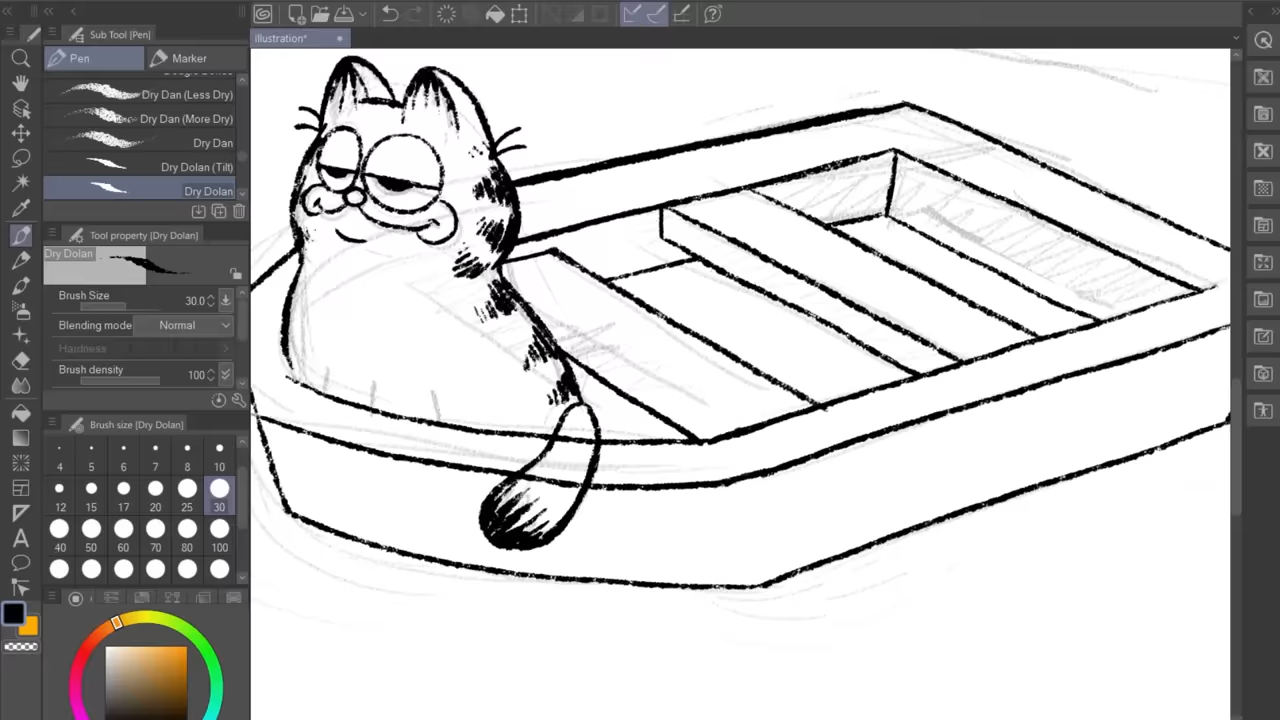 Sub Tool [Pen]
Illustration*
Pen
Marker
Dry Dan (Less Dry)
Dry Dan (More Dry)
Dry Dan
Dry Dolan (Tilt)
Dry Dolan
Tool property [Dry Dolan]
Dry Dolan
Brush Size 30.0
Blending mode Normal
Hardness
Brush density 100
Brush size [Dry Dolan]
4 5 6 7 8 10
12 15 17 20 25 30
40 50 60 70 80 100